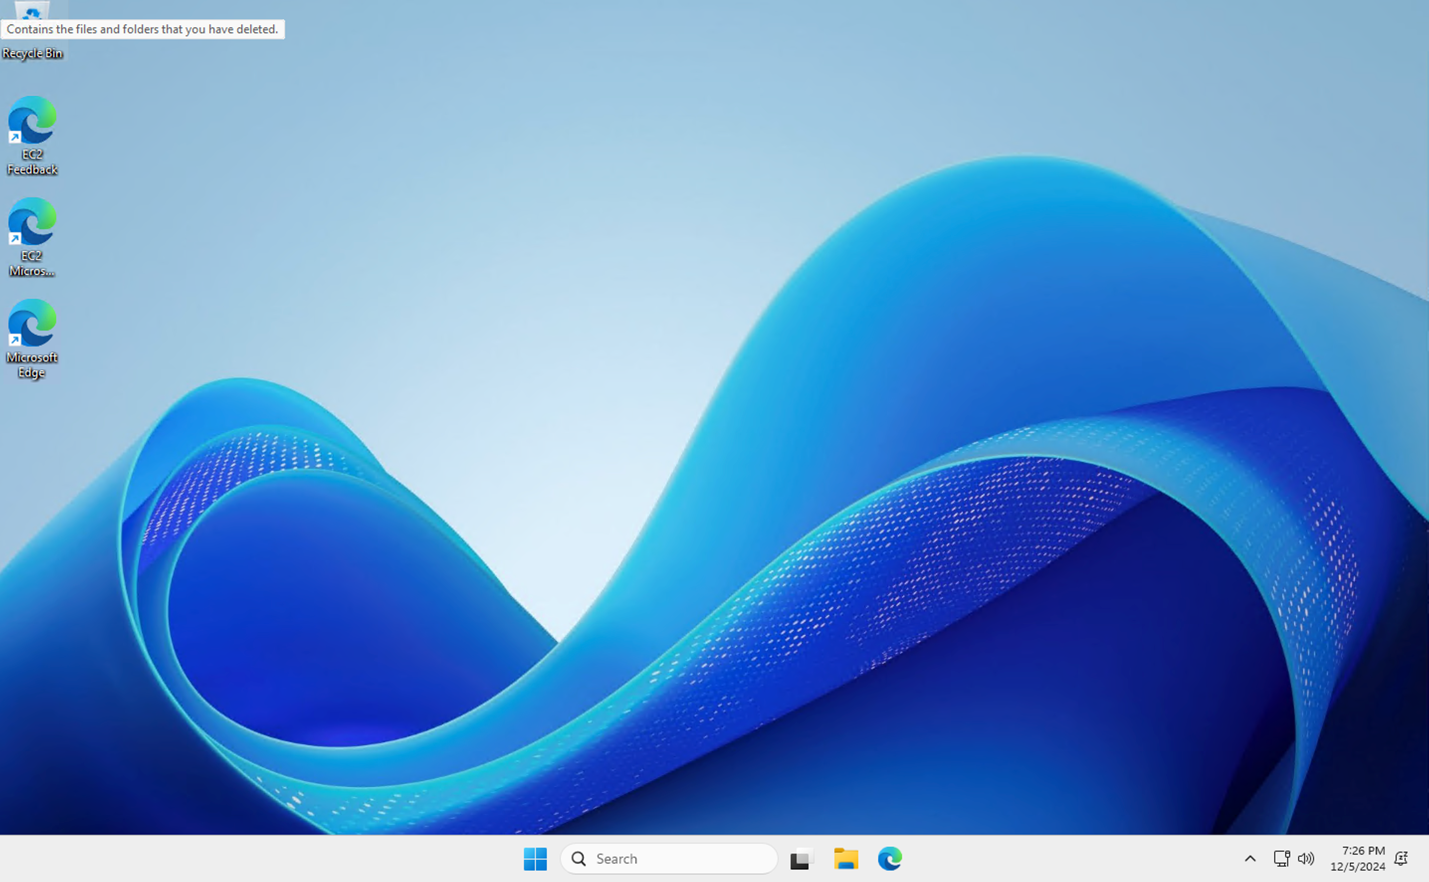 Contains the files and folders that you have deleted.
Recycle Bin
EC2
Feedback
EC2
Micros...
Microsoft
Edge
Search
7:26 PM
12/5/2024